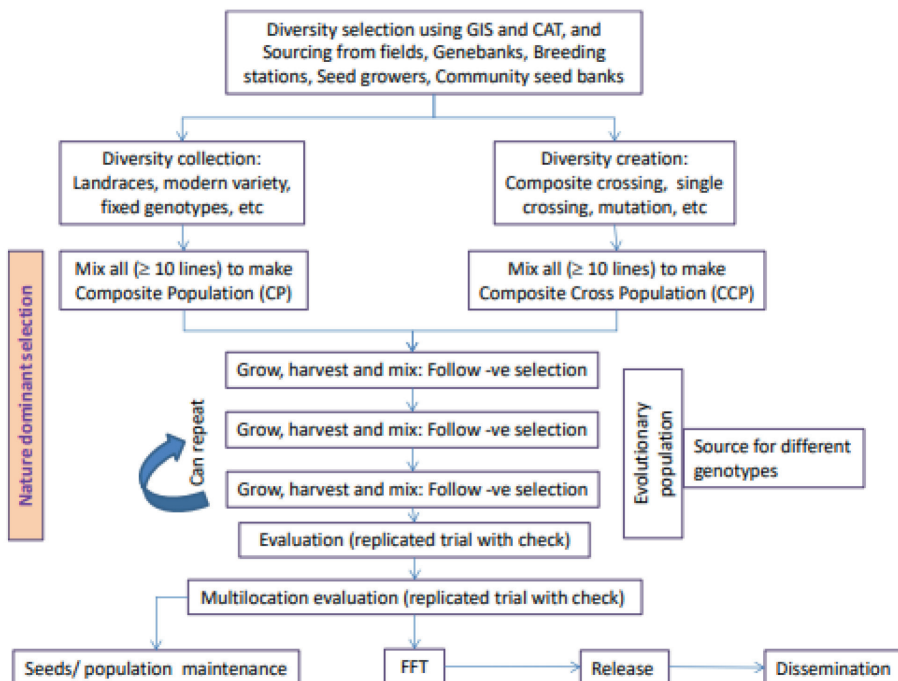 Diversity selection using GIS and CAT, and
Sourcing from fields, Genebanks, Breeding
stations, Seed growers, Community seed banks
Diversity collection:
Landraces, modern variety,
fixed genotypes, etc
Diversity creation:
Composite crossing, single
crossing, mutation, etc
Mix all (≥ 10 lines) to make
Composite Population (CP)
Mix all (≥ 10 lines) to make
Composite Cross Population (CCP)
Nature dominant selection
Grow, harvest and mix: Follow -ve selection
Grow, harvest and mix: Follow -ve selection
Grow, harvest and mix: Follow -ve selection
Can repeat
Evolutionary
population
Source for different
genotypes
Evaluation (replicated trial with check)
Multilocation evaluation (replicated trial with check)
Seeds/ population maintenance
FFT
Release
Dissemination